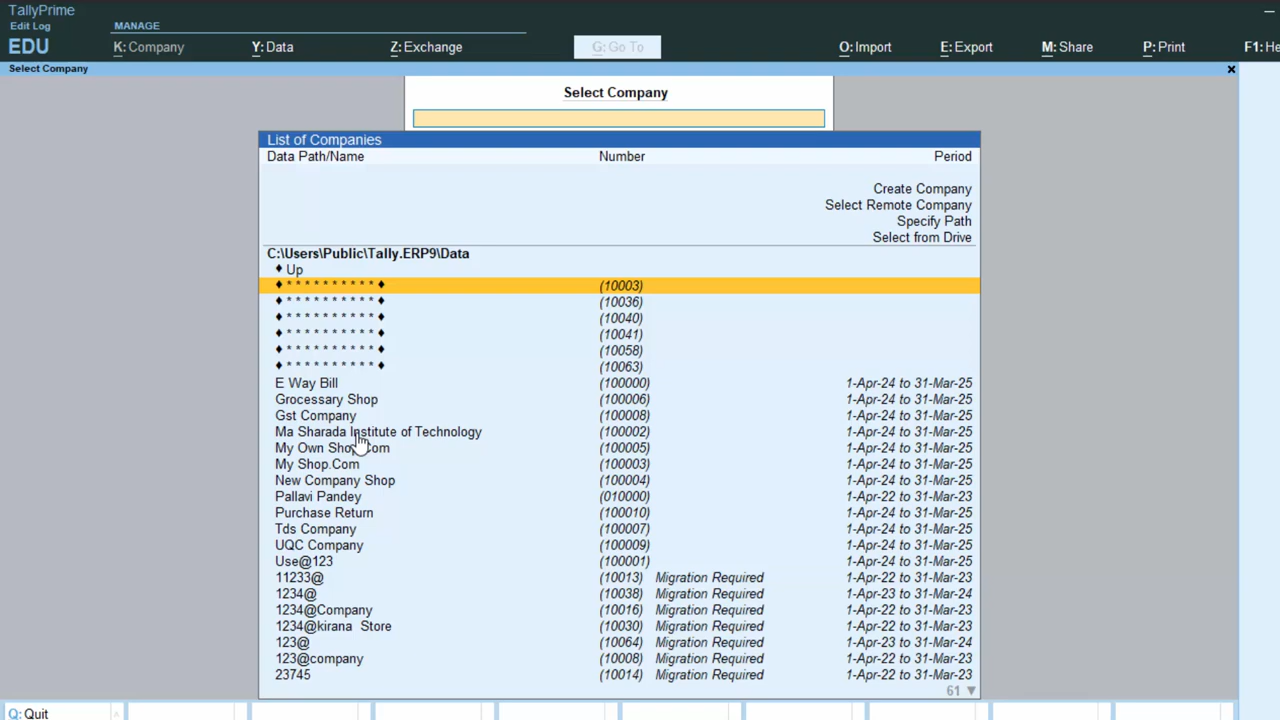 TallyPrime
Edit Log
MANAGE
EDU
K: Company Y: Data Z: Exchange G: Go To O: Import E: Export M: Share P: Print F1: He
Select Company
Select Company
List of Companies
Data Path/Name Number Period
Create Company
Select Remote Company
Specify Path
Select from Drive
C:\Users\Public\Tally.ERP9\Data
♦ Up
♦ * * * * * * * * * * ♦ (10003)
♦ * * * * * * * * * * ♦ (10036)
♦ * * * * * * * * * * ♦ (10040)
♦ * * * * * * * * * * ♦ (10041)
♦ * * * * * * * * * * ♦ (10058)
♦ * * * * * * * * * * ♦ (10063)
E Way Bill (100000) 1-Apr-24 to 31-Mar-25
Grocessary Shop (100006) 1-Apr-24 to 31-Mar-25
Gst Company (100008) 1-Apr-24 to 31-Mar-25
Ma Sharada Institute of Technology (100002) 1-Apr-24 to 31-Mar-25
My Own Shop.Com (100005) 1-Apr-24 to 31-Mar-25
My Shop.Com (100003) 1-Apr-24 to 31-Mar-25
New Company Shop (100004) 1-Apr-24 to 31-Mar-25
Pallavi Pandey (010000) 1-Apr-22 to 31-Mar-23
Purchase Return (100010) 1-Apr-24 to 31-Mar-25
Tds Company (100007) 1-Apr-24 to 31-Mar-25
UQC Company (100009) 1-Apr-24 to 31-Mar-25
Use@123 (100001) 1-Apr-24 to 31-Mar-25
11233@ (10013) Migration Required 1-Apr-22 to 31-Mar-23
1234@ (10038) Migration Required 1-Apr-23 to 31-Mar-24
1234@Company (10016) Migration Required 1-Apr-22 to 31-Mar-23
1234@kirana Store (10030) Migration Required 1-Apr-22 to 31-Mar-23
123@ (10064) Migration Required 1-Apr-23 to 31-Mar-24
123@company (10008) Migration Required 1-Apr-22 to 31-Mar-23
23745 (10014) Migration Required 1-Apr-22 to 31-Mar-23
61 ▼
Q: Quit